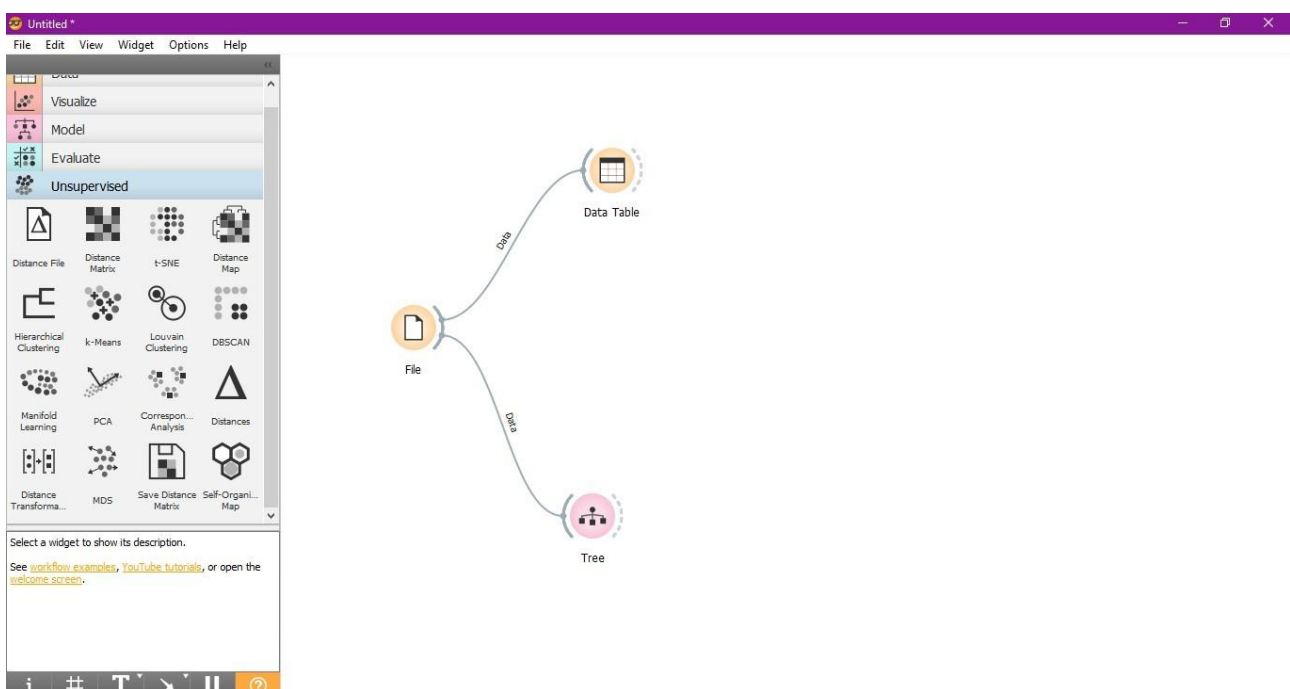 Untitled *
File Edit View Widget Options Help
Data
Visualize
Model
Evaluate
Unsupervised
Distance File
Distance
Matrix
t-SNE
Distance
Map
Hierarchical
Clustering
k-Means
Louvain
Clustering
DBSCAN
Manifold
Learning
PCA
Correspon...
Analysis
Distances
Distance
Transforma...
MDS
Save Distance
Matrix
Self-Organi...
Map
Select a widget to show its description.
See workflow examples, YouTube tutorials, or open the
welcome screen.
Data Table
Data
File
Data
Tree